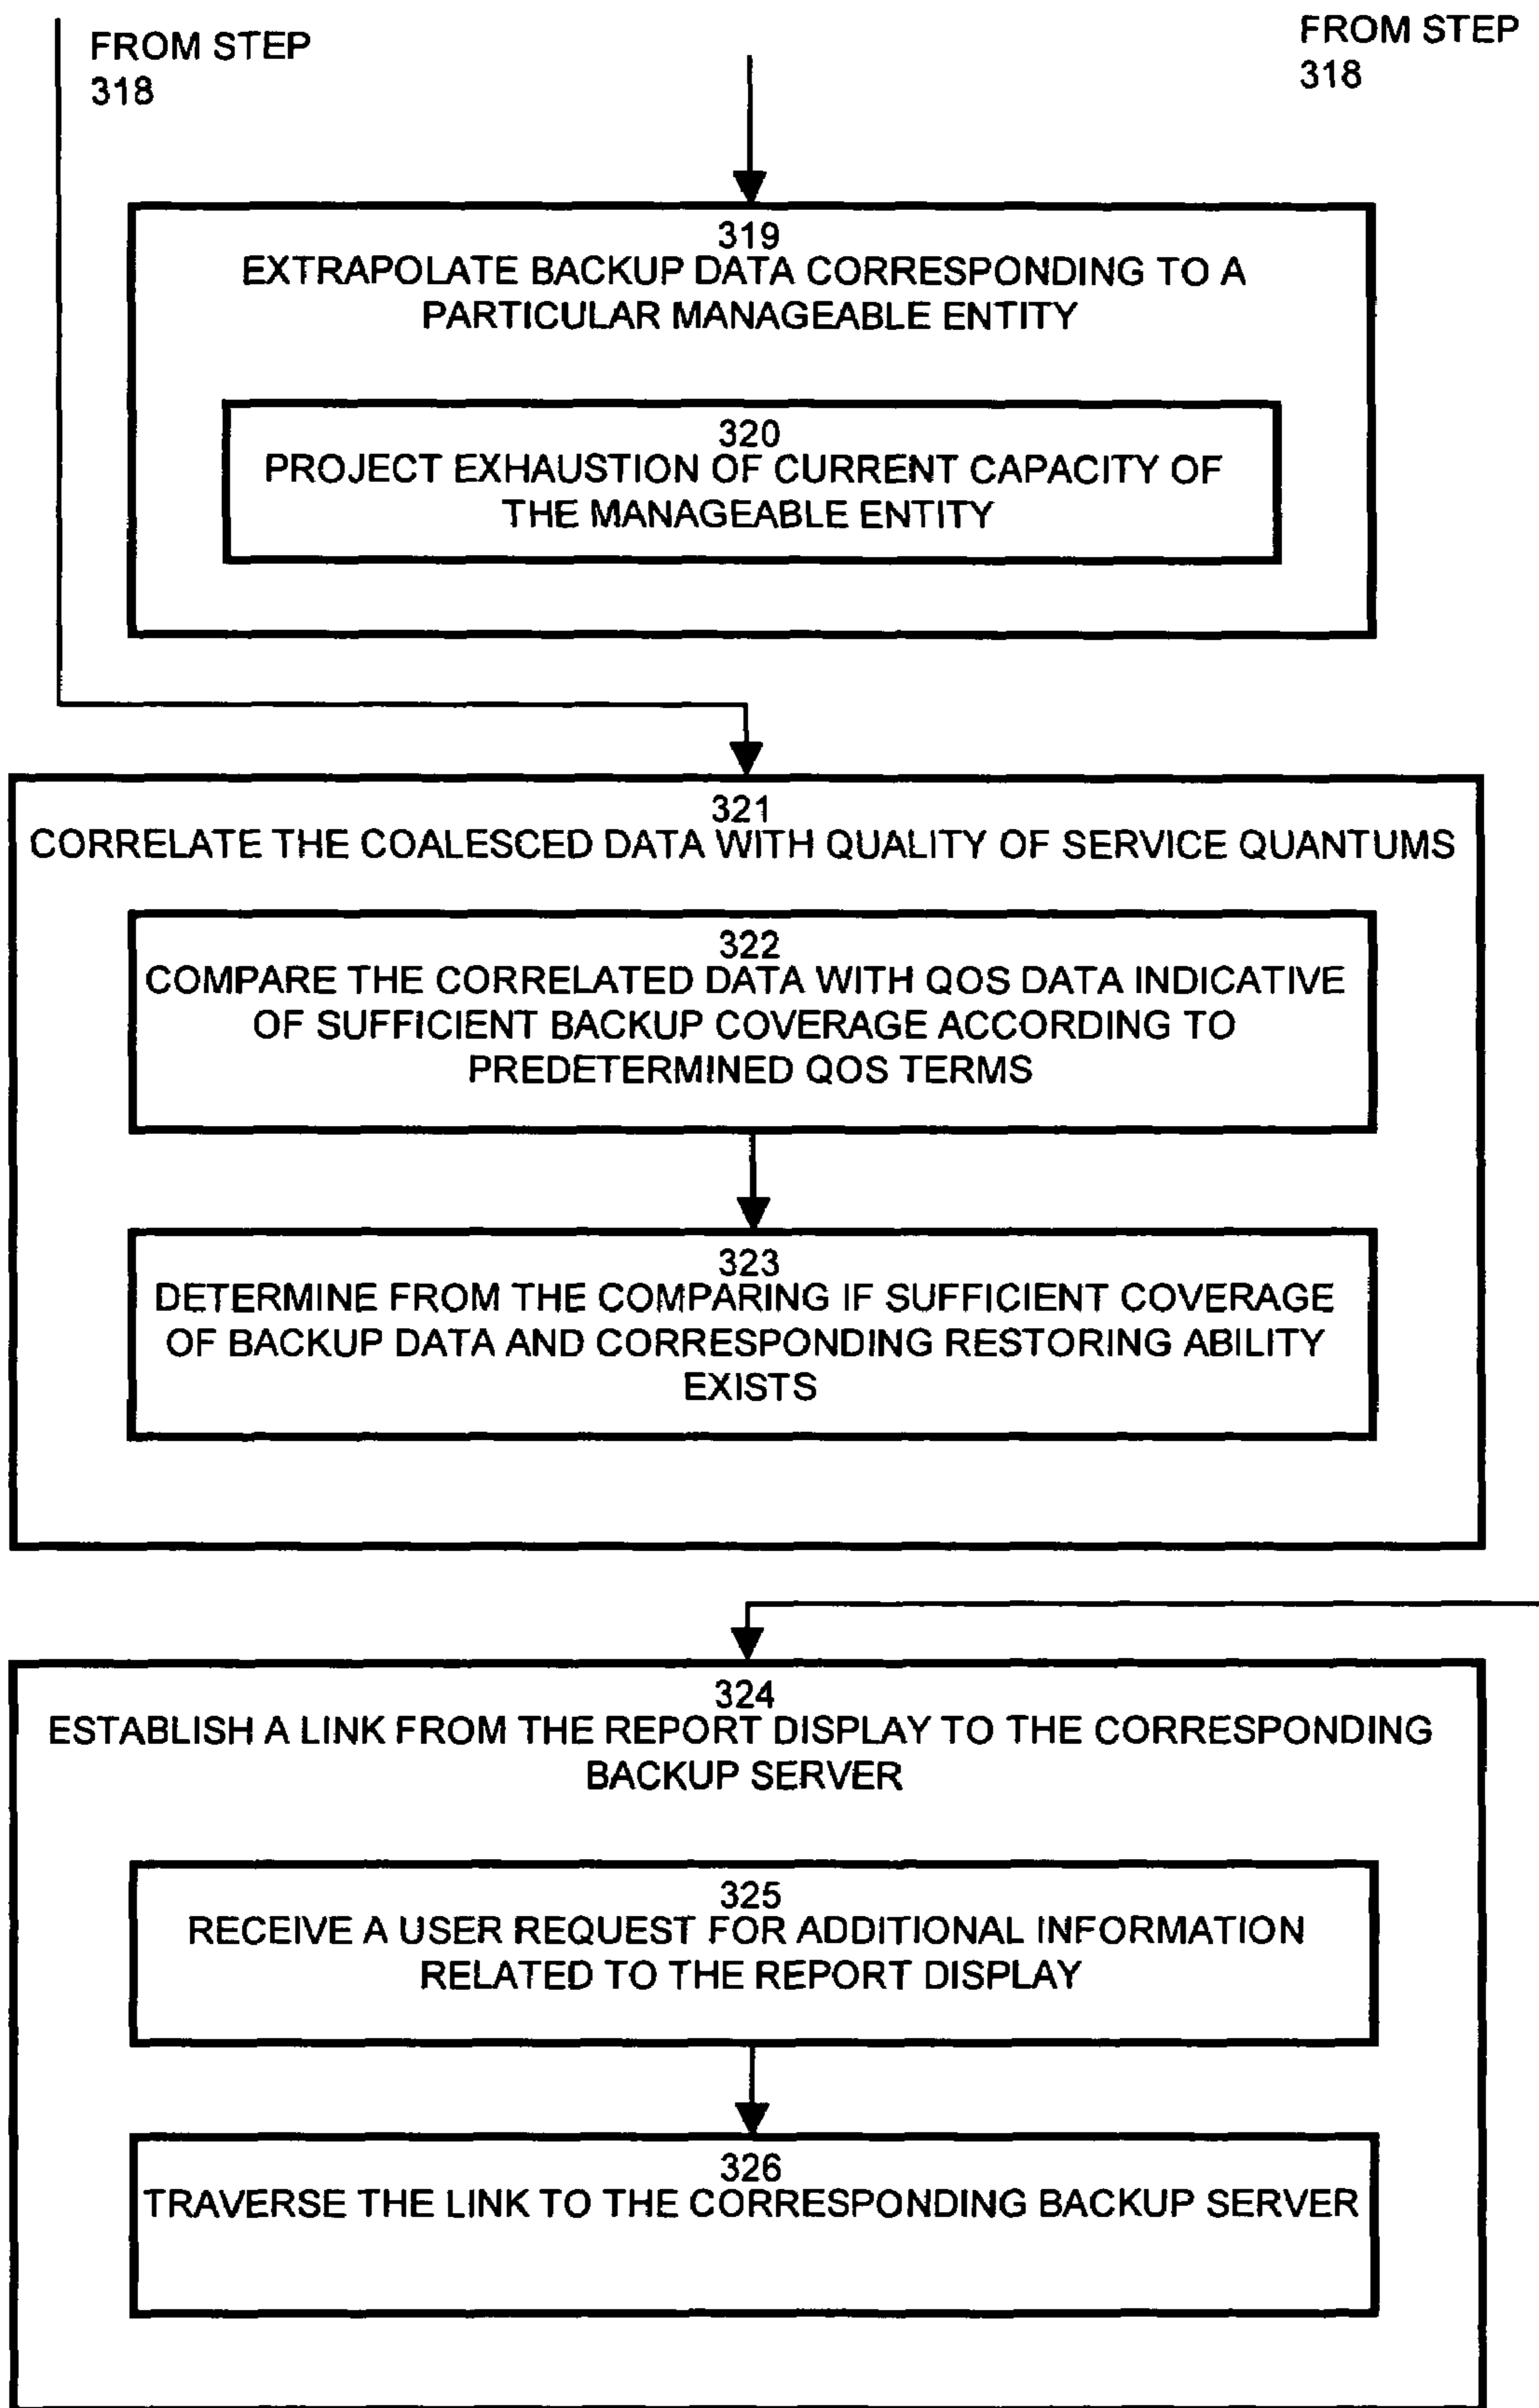 FROM STEP
318
FROM STEP
318
319
EXTRAPOLATE BACKUP DATA CORRESPONDING TO A
PARTICULAR MANAGEABLE ENTITY
320
PROJECT EXHAUSTION OF CURRENT CAPACITY OF
THE MANAGEABLE ENTITY
321
CORRELATE THE COALESCED DATA WITH QUALITY OF SERVICE QUANTUMS
322
COMPARE THE CORRELATED DATA WITH QOS DATA INDICATIVE
OF SUFFICIENT BACKUP COVERAGE ACCORDING TO
PREDETERMINED QOS TERMS
323
DETERMINE FROM THE COMPARING IF SUFFICIENT COVERAGE
OF BACKUP DATA AND CORRESPONDING RESTORING ABILITY
EXISTS
324
ESTABLISH A LINK FROM THE REPORT DISPLAY TO THE CORRESPONDING
BACKUP SERVER
325
RECEIVE A USER REQUEST FOR ADDITIONAL INFORMATION
RELATED TO THE REPORT DISPLAY
326
TRAVERSE THE LINK TO THE CORRESPONDING BACKUP SERVER